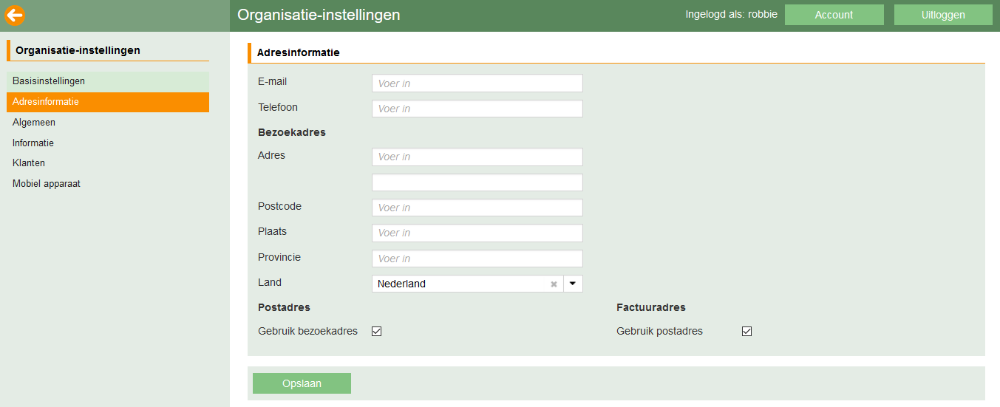 Organisatie-instellingen
Ingelogd als: robbie
Account
Uitloggen
Organisatie-instellingen
Basisinstellingen
Adresinformatie
Algemeen
Informatie
Klanten
Mobiel apparaat
Adresinformatie
E-mail Voer in
Telefoon Voer in
Bezoekadres
Adres Voer in
Postcode Voer in
Plaats Voer in
Provincie Voer in
Land Nederland
Postadres
Gebruik bezoekadres
Factuuradres
Gebruik postadres
Opslaan